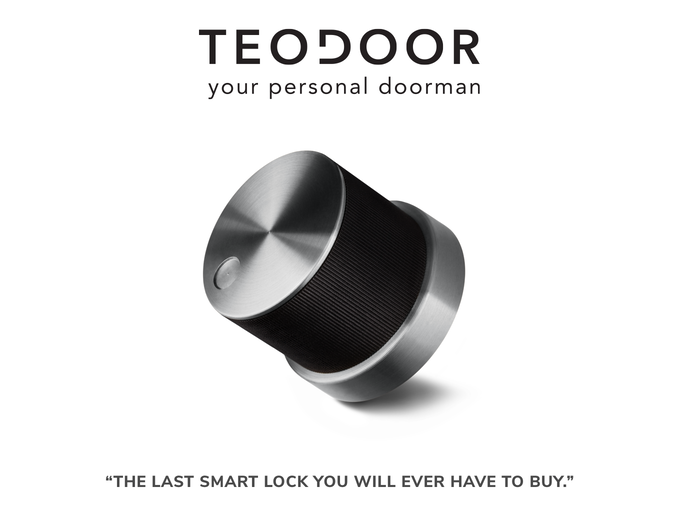 TEODOOR
your personal doorman
“THE LAST SMART LOCK YOU WILL EVER HAVE TO BUY.”